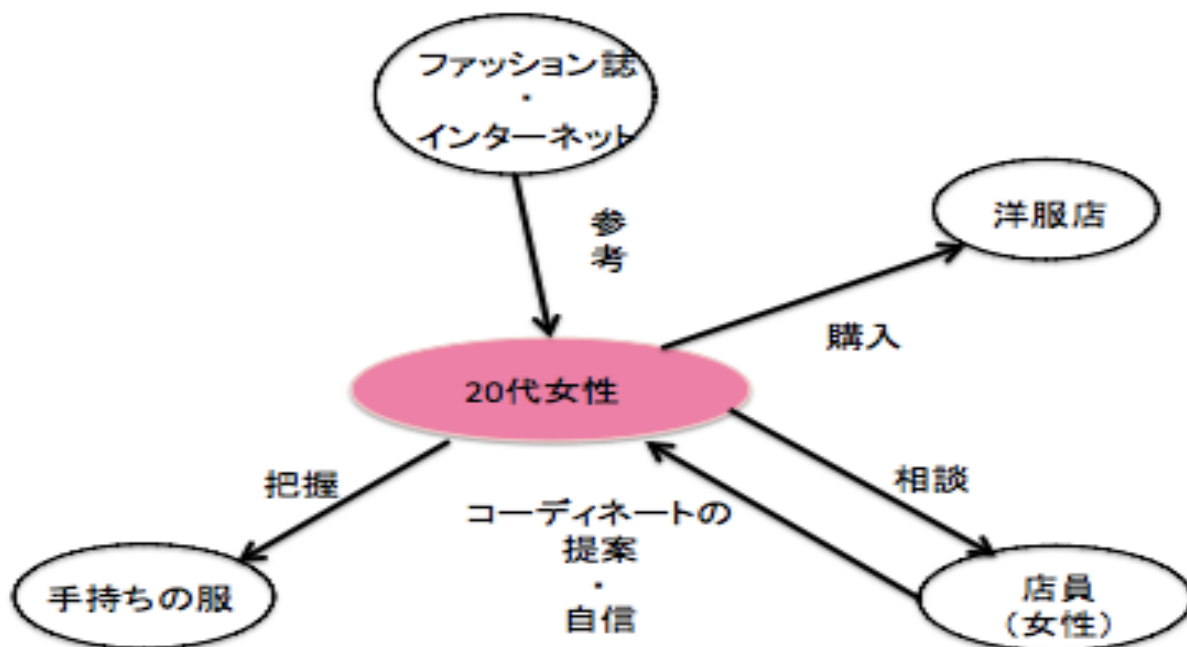 ファッション誌
・
インターネット
参
考
洋服店
購入
20代女性
把握
相談
コーディネートの
提案
・
自信
手持ちの服
店員
(女性)